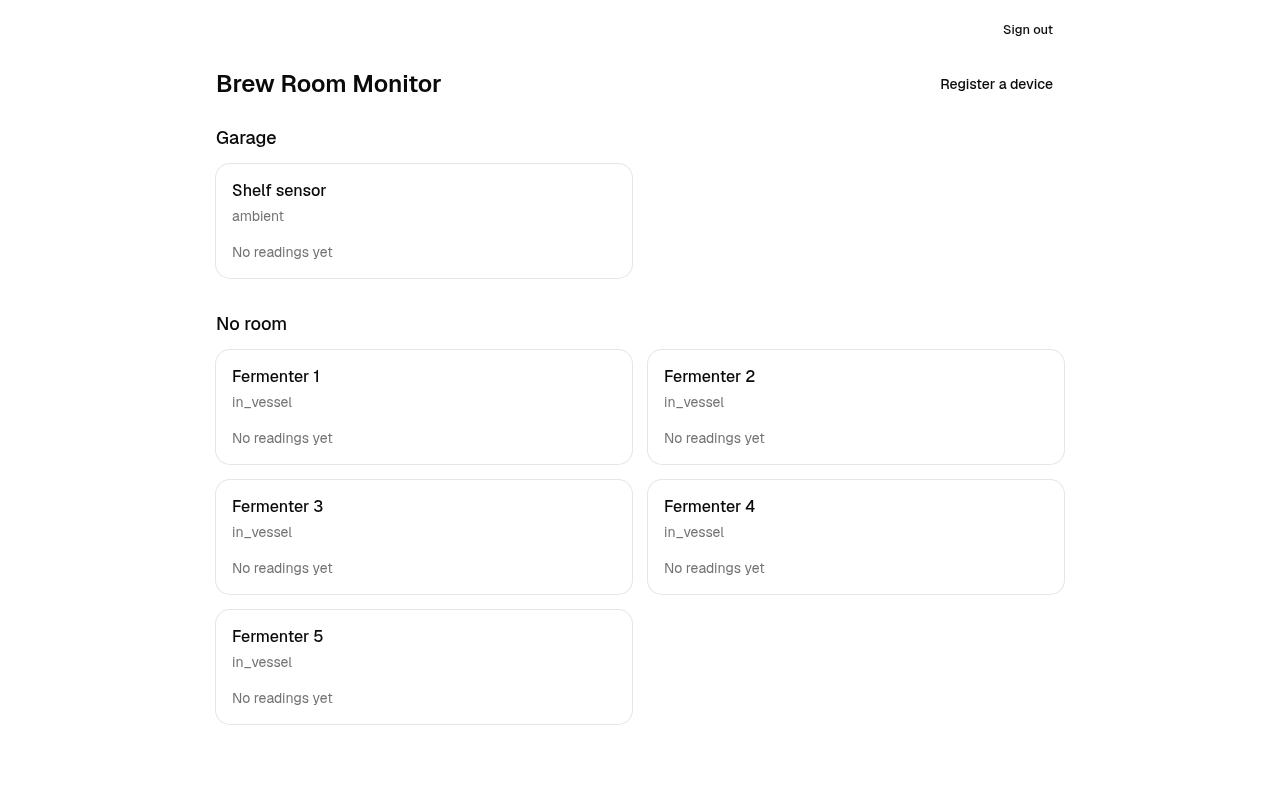 Sign out
Brew Room Monitor
Register a device
Garage
Shelf sensor
ambient
No readings yet
No room
Fermenter 1
in_vessel
No readings yet
Fermenter 2
in_vessel
No readings yet
Fermenter 3
in_vessel
No readings yet
Fermenter 4
in_vessel
No readings yet
Fermenter 5
in_vessel
No readings yet